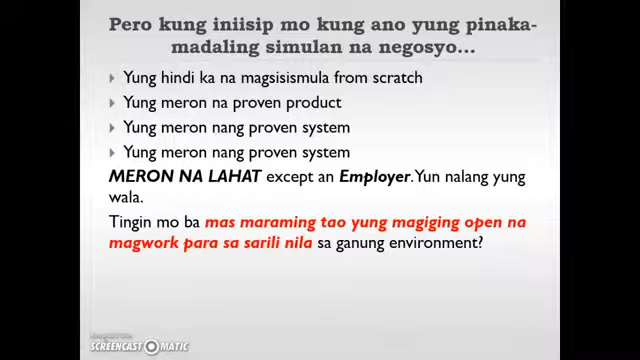 Pero kung iniisip mo kung ano yung pinaka-
madaling simulan na negosyo...
Yung hindi ka na magsisismula from scratch
Yung meron na proven product
Yung meron nang proven system
Yung meron nang proven system
MERON NA LAHAT except an Employer. Yun nalang yung
wala.
Tingin mo ba mas maraming tao yung magiging open na
magwork para sa sarili nila sa ganung environment?
SCREENCAST MATIC